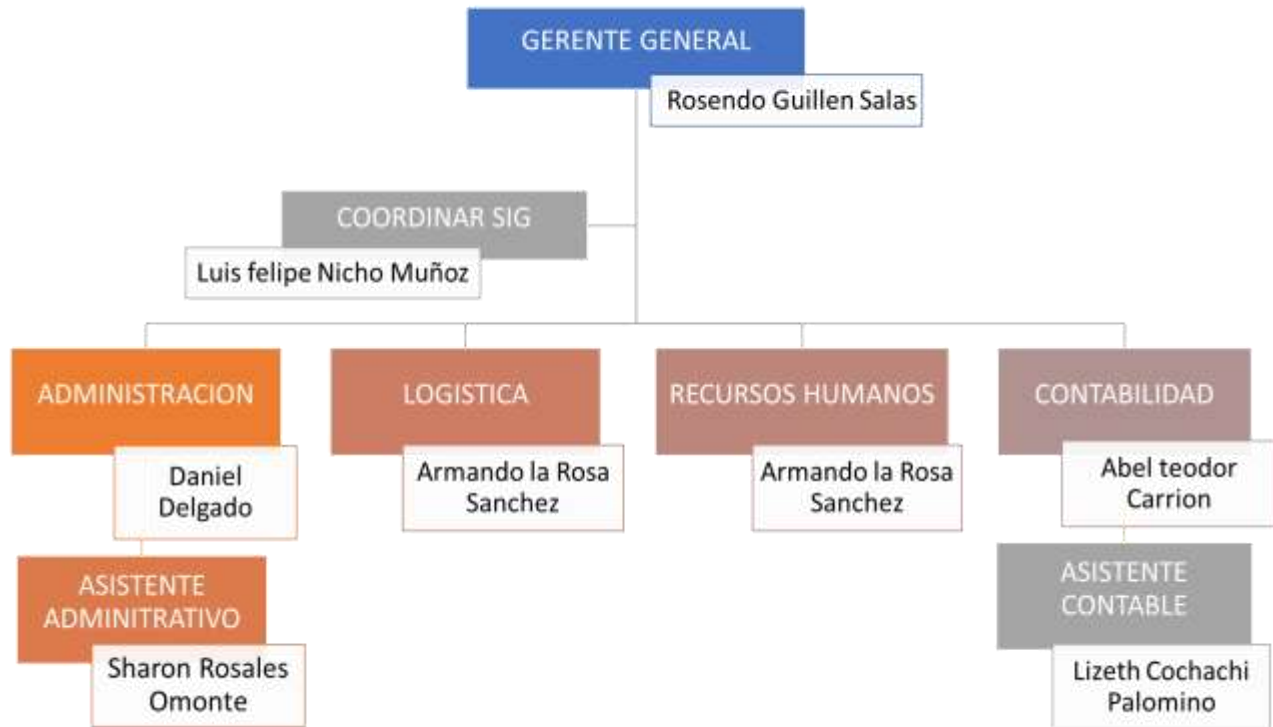 GERENTE GENERAL
Rosendo Guillen Salas
COORDINAR SIG
Luis felipe Nicho Muñoz
ADMINISTRACION
Daniel
Delgado
LOGISTICA
Armando la Rosa
Sanchez
RECURSOS HUMANOS
Armando la Rosa
Sanchez
CONTABILIDAD
Abel teodor
Carrion
ASISTENTE
ADMINITRATIVO
Sharon Rosales
Omonte
ASISTENTE
CONTABLE
Lizeth Cochachi
Palomino